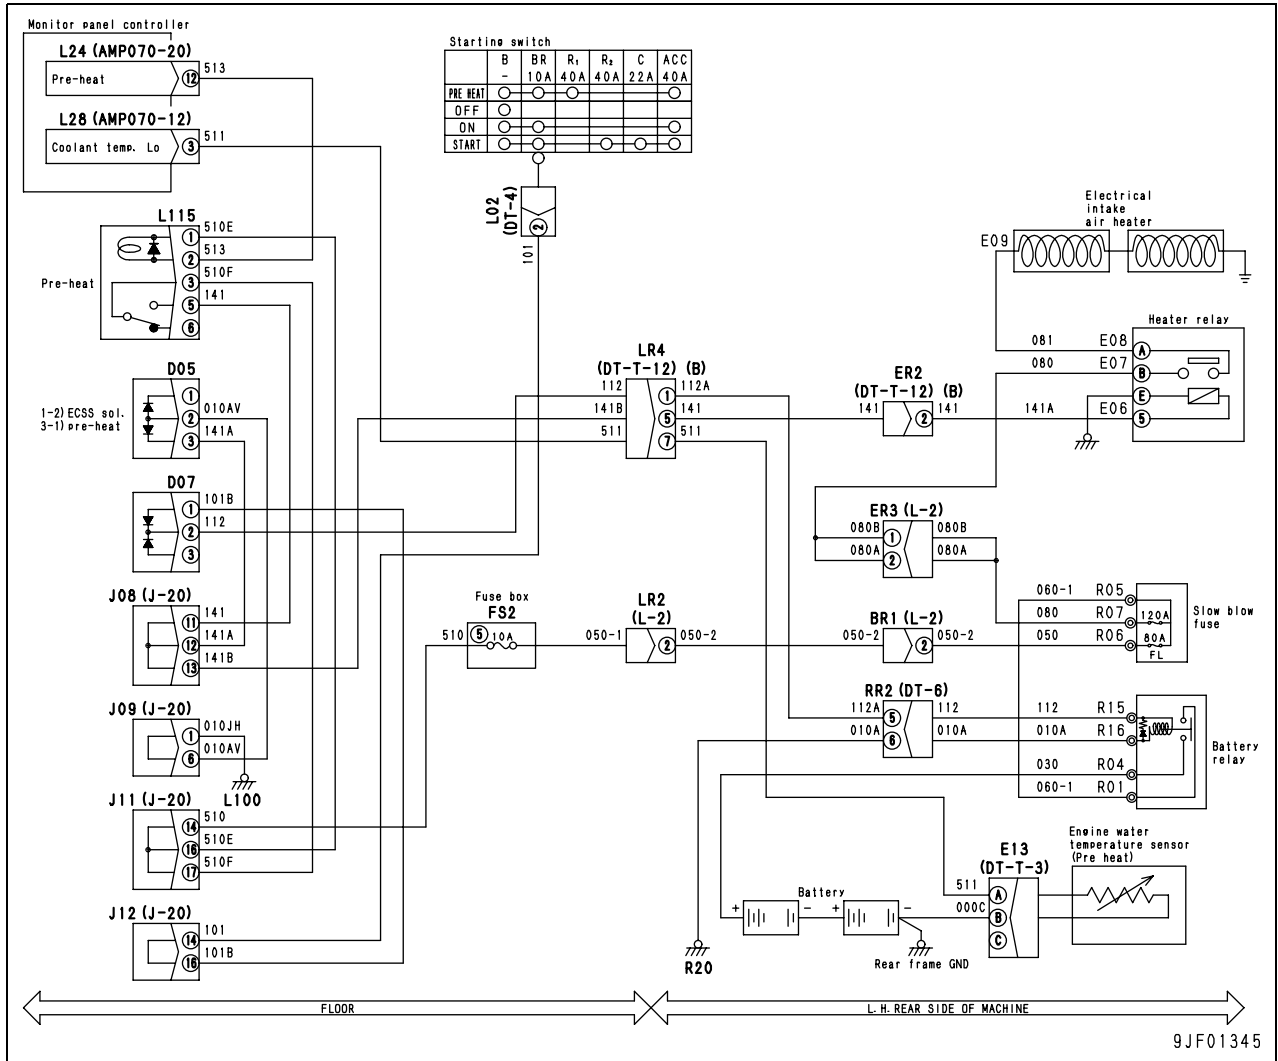 Monitor panel controller
L24 (AMP070-20)
Pre-heat
12
513
L28 (AMP070-12)
Coolant temp. Lo
3
511
Starting switch
B BR R₁ R₂ C ACC
- 10A 40A 40A 22A 40A
PRE HEAT
OFF
ON
START
L02
(DT-4)
2
101
L115
Pre-heat
1 510E
2 513
3 510F
5 141
6
D05
1-2) ECSS sol.
3-1) pre-heat
1
2 010AV
3 141A
D07
1 101B
2 112
3
J08 (J-20)
11 141
12 141A
13 141B
J09 (J-20)
1 010JH
6 010AV
L100
J11 (J-20)
14 510
16 510E
17 510F
J12 (J-20)
14 101
16 101B
Fuse box
FS2
510 5 10A 050-1
LR4
(DT-T-12) (B)
112 1 112A
141B 5 141
511 7 511
LR2
(L-2)
2 050-2
Electrical
intake
air heater
E09
Heater relay
081 E08 A
080 E07 B
E
141A E06 5
ER2
(DT-T-12) (B)
141 2 141
ER3 (L-2)
080B 1 080B
080A 2 080A
BR1 (L-2)
050-2 2 050-2
060-1 R05
080 R07 120A
050 R06 80A
FL
Slow blow
fuse
RR2 (DT-6)
112A 5 112
010A 6 010A
112 R15
010A R16
030 R04
060-1 R01
Battery
relay
Engine water
temperature sensor
(Pre heat)
E13
(DT-T-3)
511 A
000C B
C
Battery
+ - + -
R20
Rear frame GND
FLOOR
L.H. REAR SIDE OF MACHINE
9JF01345